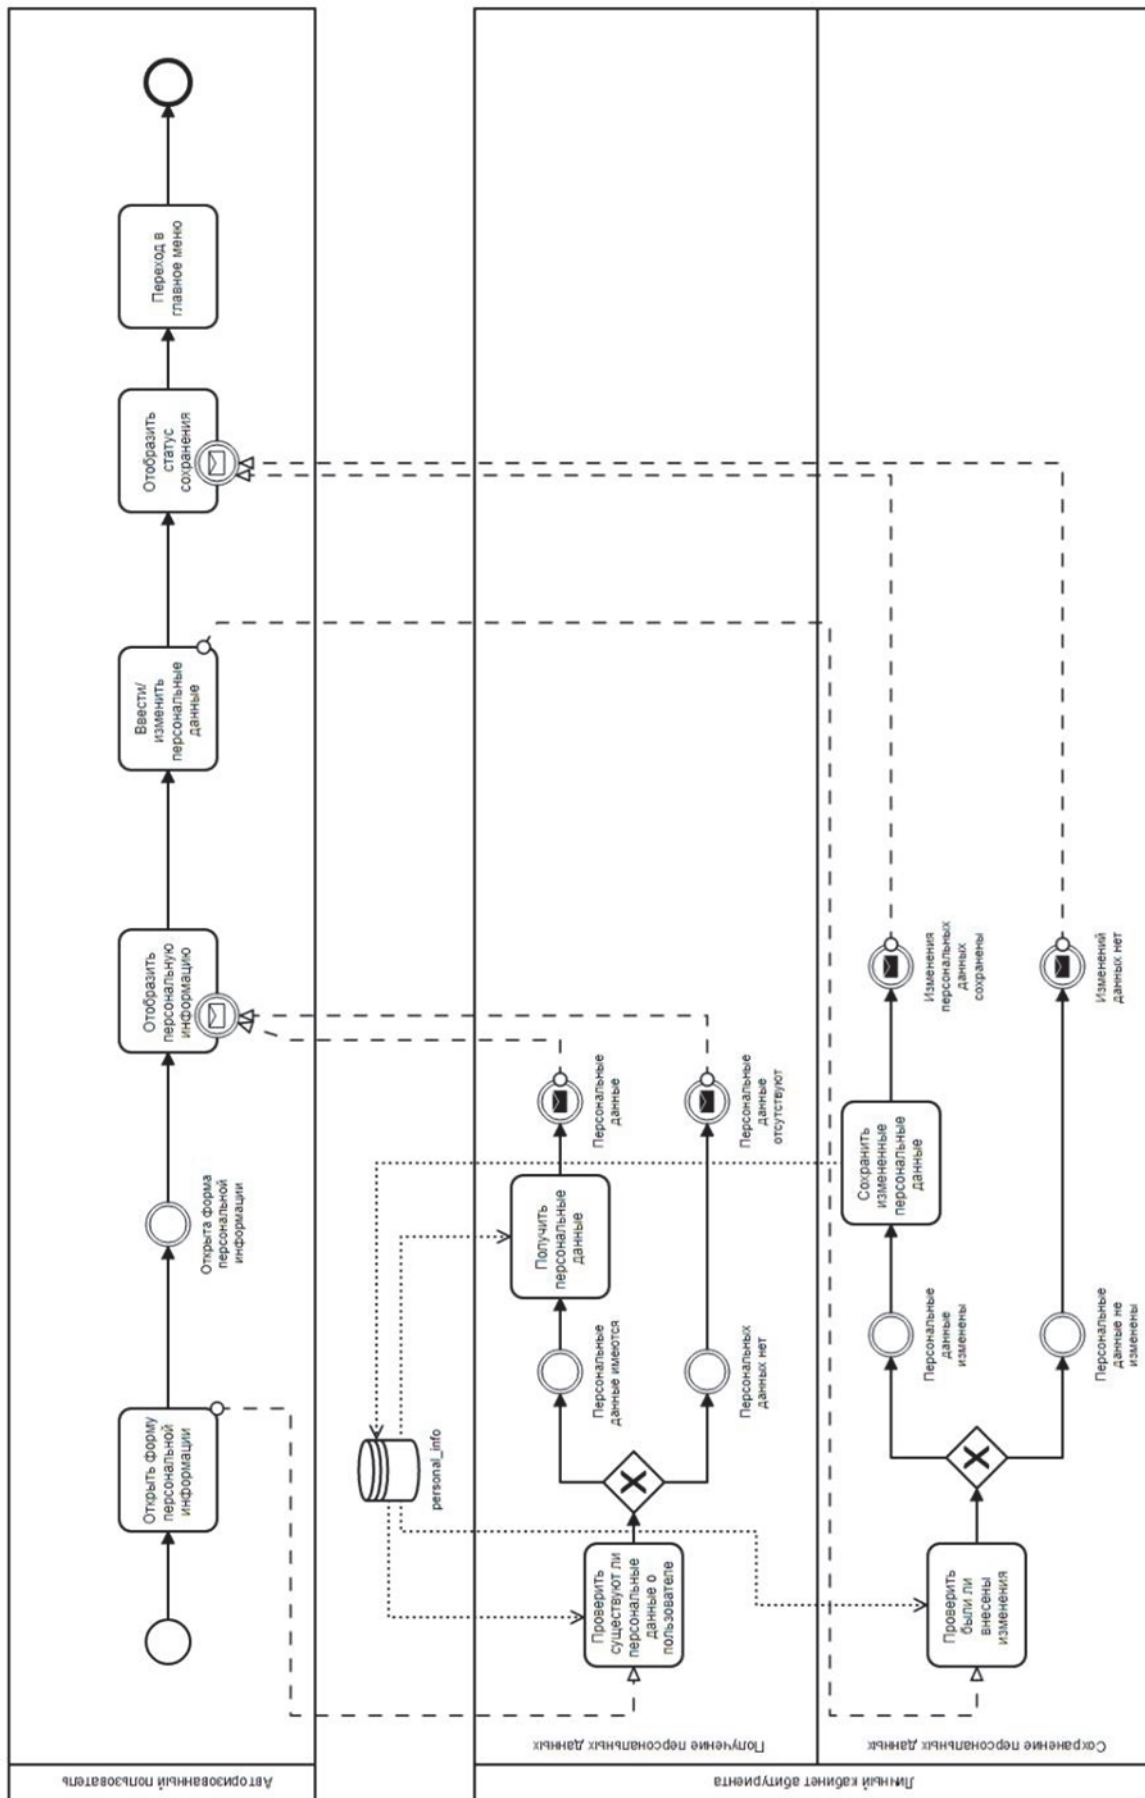 Авторизованный пользователь
Открыть форму
персональной
информации
Открыта форма
персональной
информации
Отобразить
персональную
информацию
Ввести/
изменить
персональные
данные
Отобразить
статус
сохранения
Переход в
главное меню
personal_info
Личный кабинет абитуриента
Получение персональных данных
Проверить
существуют ли
персональные
данные о
пользователе
Персональные
данные имеются
Получить
персональные
данные
Персональные
данные
Персональных
данных нет
Персональные
данные
отсутствуют
Сохранение персональных данных
Проверить
были ли
внесены
изменения
Персональные
данные
изменены
Сохранить
измененные
персональные
данные
Изменения
персональных
данных
сохранены
Персональные
данные не
изменены
Изменений
данных нет